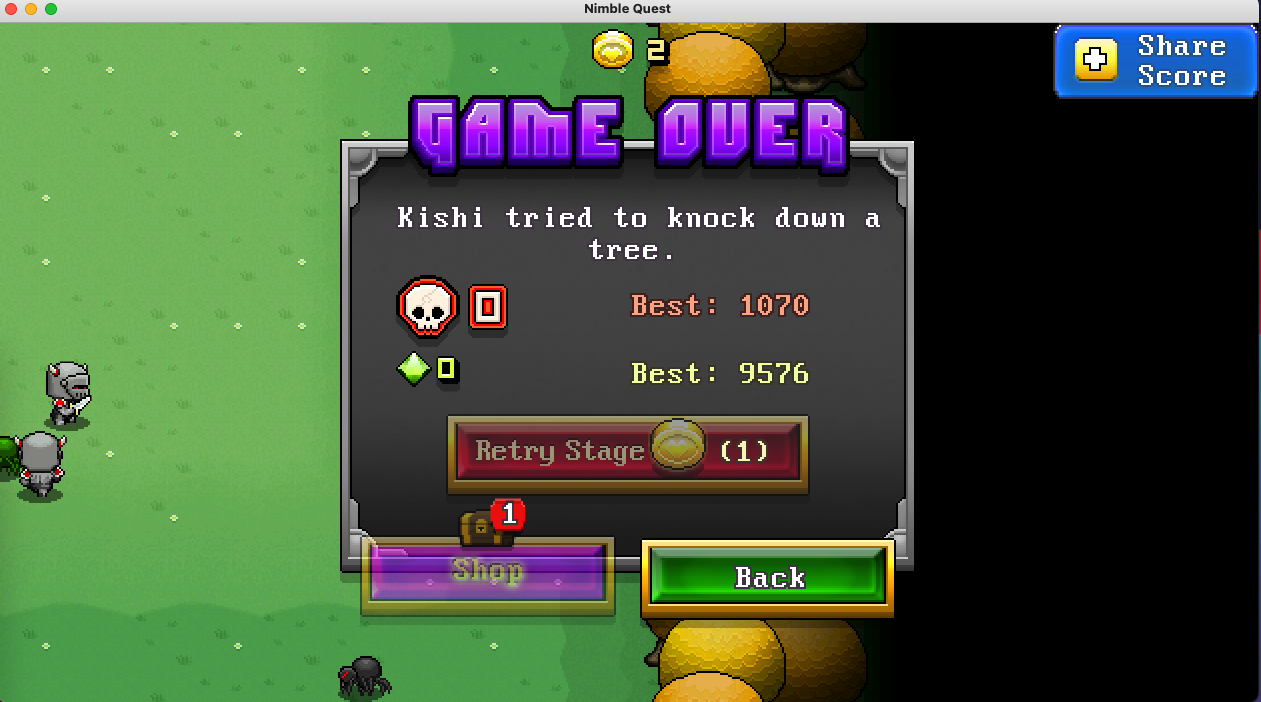 Nimble Quest
2
Share
Score
GAME OVER
Kishi tried to knock down a
tree.
0
Best: 1070
0
Best: 9576
Retry Stage (1)
1
Shop
Back